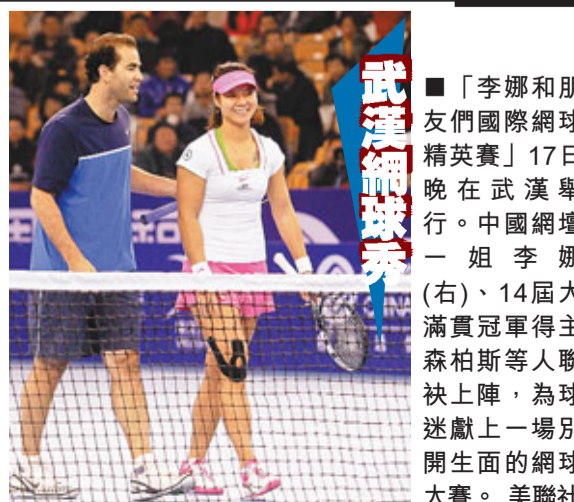 武漢網球秀
■「李娜和朋
友們國際網球
精英賽」17日
晚在武漢舉
行。中國網壇
一姐李娜
(右)、14屆大
滿貫冠軍得主
森柏斯等人聯
袂上陣，為球
迷獻上一場別
開生面的網球
大賽。 美聯社